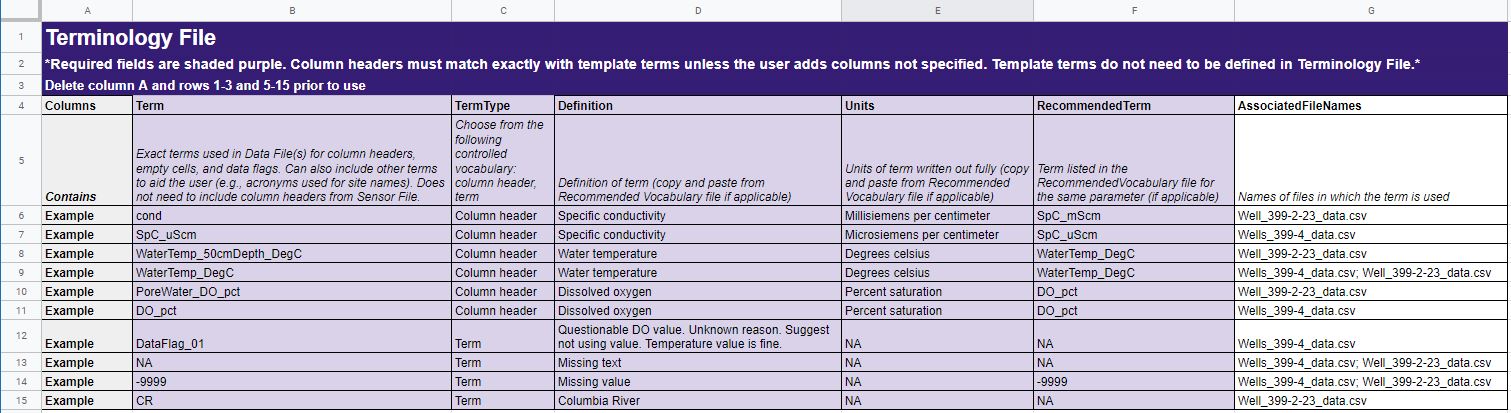 A B C D E F G
1 Terminology File
2 *Required fields are shaded purple. Column headers must match exactly with template terms unless the user adds columns not specified. Template terms do not need to be defined in Terminology File.*
3 Delete column A and rows 1-3 and 5-15 prior to use
4 Columns Term TermType Definition Units RecommendedTerm AssociatedFileNames
5 Contains
Exact terms used in Data File(s) for column headers,
empty cells, and data flags. Can also include other terms
to aid the user (e.g., acronyms used for site names). Does
not need to include column headers from Sensor File.
Choose from the
following
controlled
vocabulary:
column header,
term
Definition of term (copy and paste from
Recommended Vocabulary file if applicable)
Units of term written out fully (copy
and paste from Recommended
Vocabulary file if applicable)
Term listed in the
RecommendedVocabulary file for
the same parameter (if applicable)
Names of files in which the term is used
6 Example cond Column header Specific conductivity Millisiemens per centimeter SpC_mScm Well_399-2-23_data.csv
7 Example SpC_uScm Column header Specific conductivity Microsiemens per centimeter SpC_uScm Wells_399-4_data.csv
8 Example WaterTemp_50cmDepth_DegC Column header Water temperature Degrees celsius WaterTemp_DegC Well_399-2-23_data.csv
9 Example WaterTemp_DegC Column header Water temperature Degrees celsius WaterTemp_DegC Wells_399-4_data.csv; Well_399-2-23_data.csv
10 Example PoreWater_DO_pct Column header Dissolved oxygen Percent saturation DO_pct Well_399-2-23_data.csv
11 Example DO_pct Column header Dissolved oxygen Percent saturation DO_pct Wells_399-4_data.csv
12 Example DataFlag_01 Term
Questionable DO value. Unknown reason. Suggest
not using value. Temperature value is fine.
NA NA Wells_399-4_data.csv
13 Example NA Term Missing text NA NA Wells_399-4_data.csv; Well_399-2-23_data.csv
14 Example -9999 Term Missing value NA -9999 Wells_399-4_data.csv; Well_399-2-23_data.csv
15 Example CR Term Columbia River NA NA Well_399-2-23_data.csv